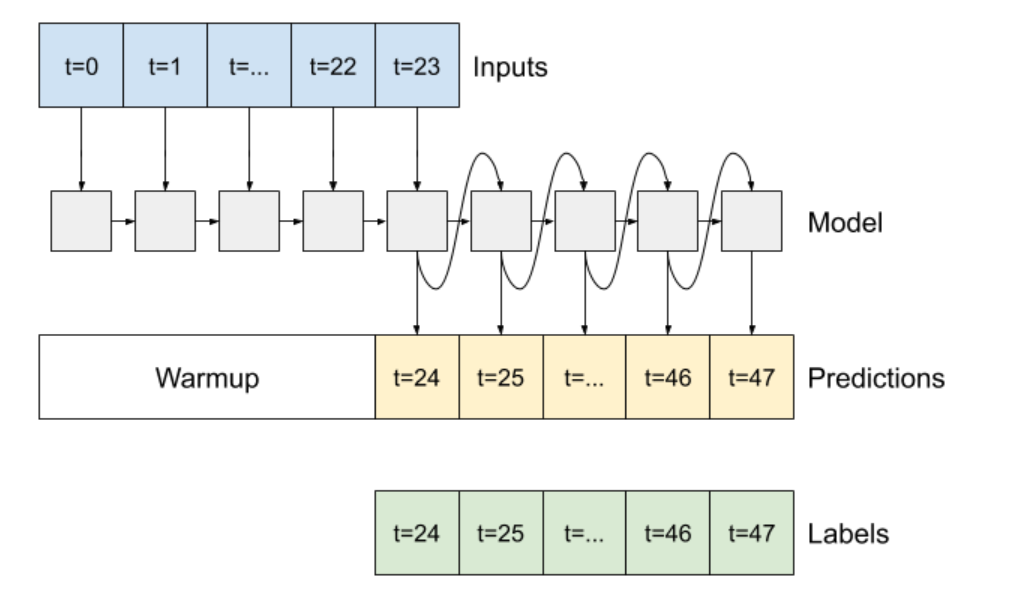 t=0 t=1 t=... t=22 t=23 Inputs
Model
Warmup t=24 t=25 t=... t=46 t=47 Predictions
t=24 t=25 t=... t=46 t=47 Labels